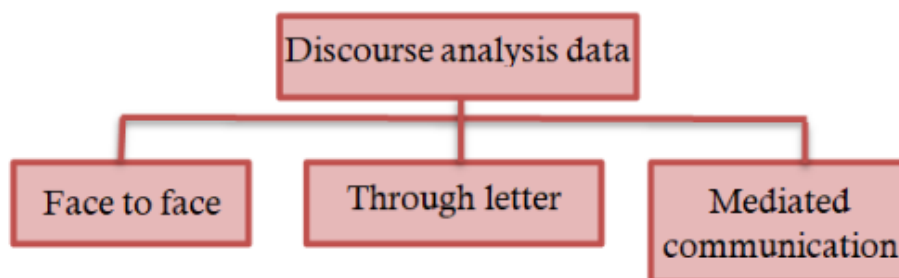 Discourse analysis data
Face to face
Through letter
Mediated
communication